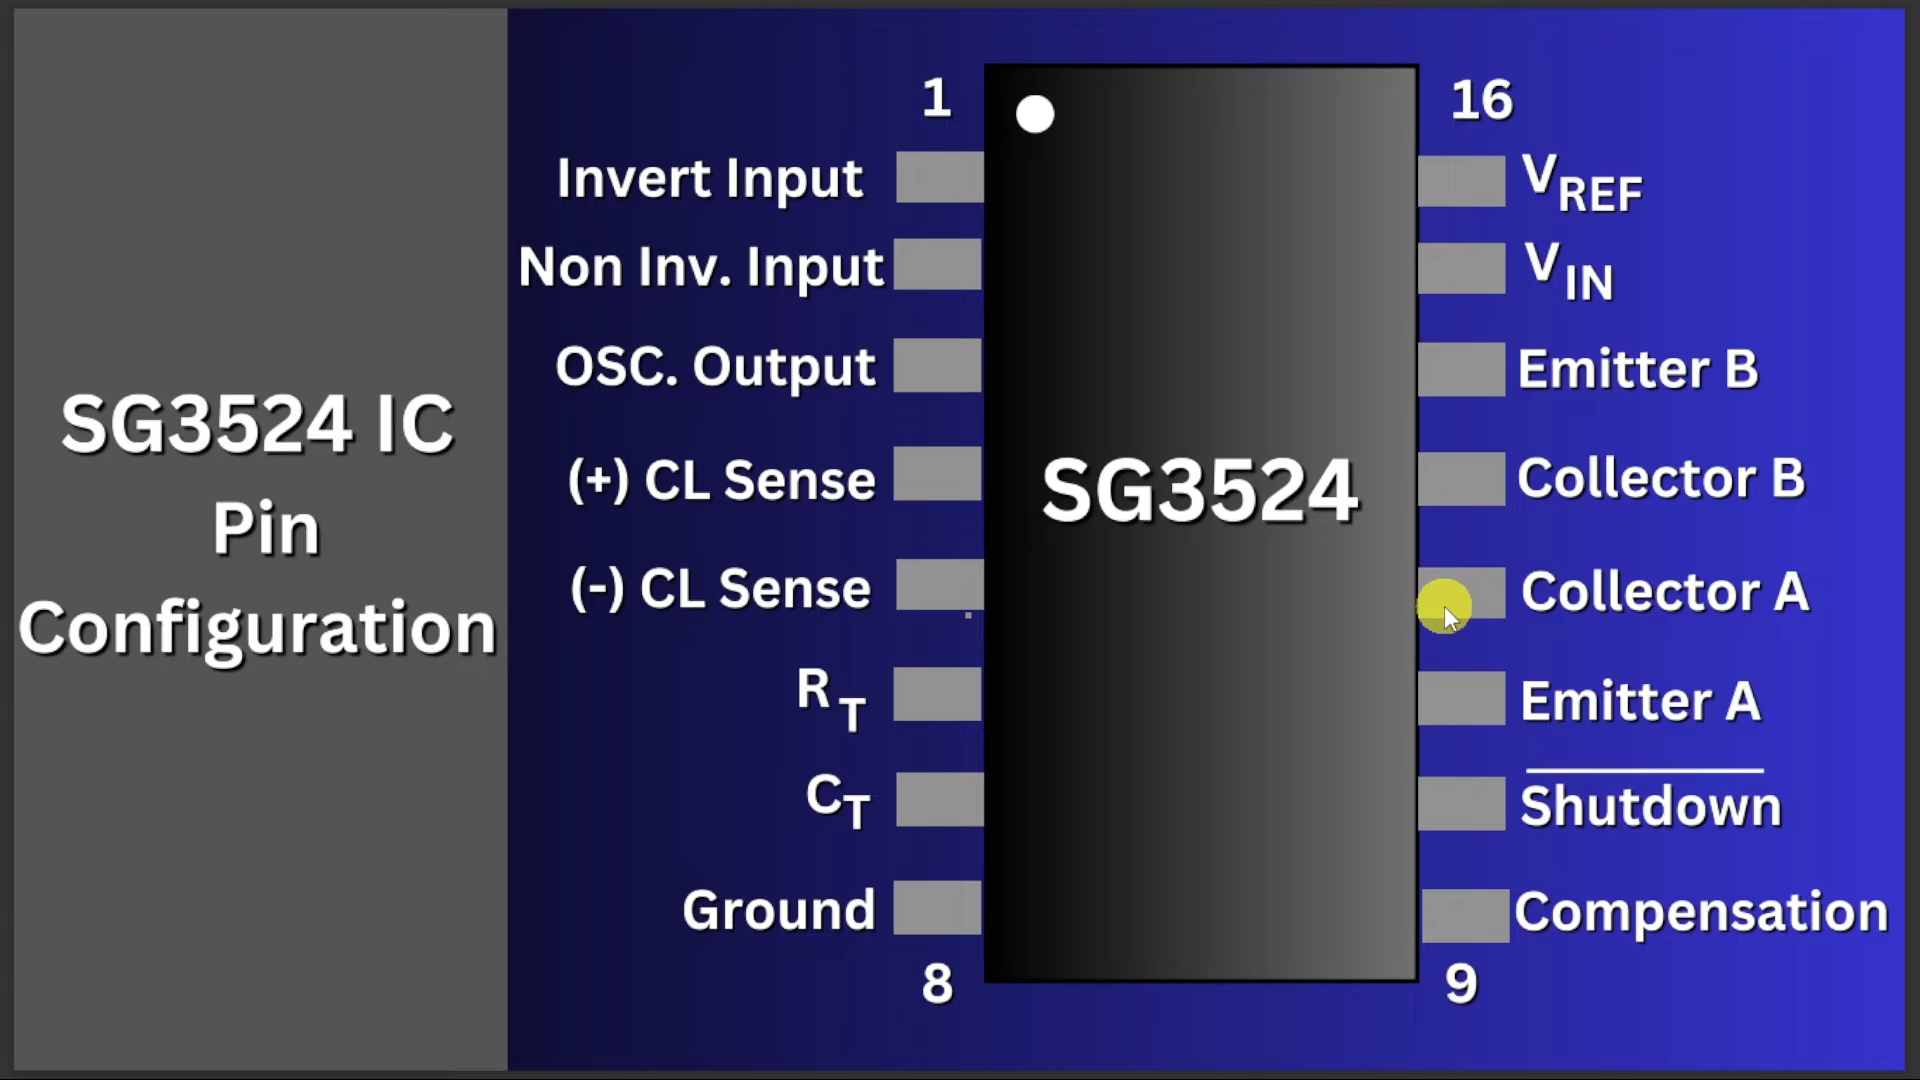 SG3524 IC
Pin
Configuration
1
Invert Input
Non Inv. Input
OSC. Output
(+) CL Sense
(-) CL Sense
RT
CT
Ground
8
SG3524
16
VREF
VIN
Emitter B
Collector B
Collector A
Emitter A
Shutdown
Compensation
9